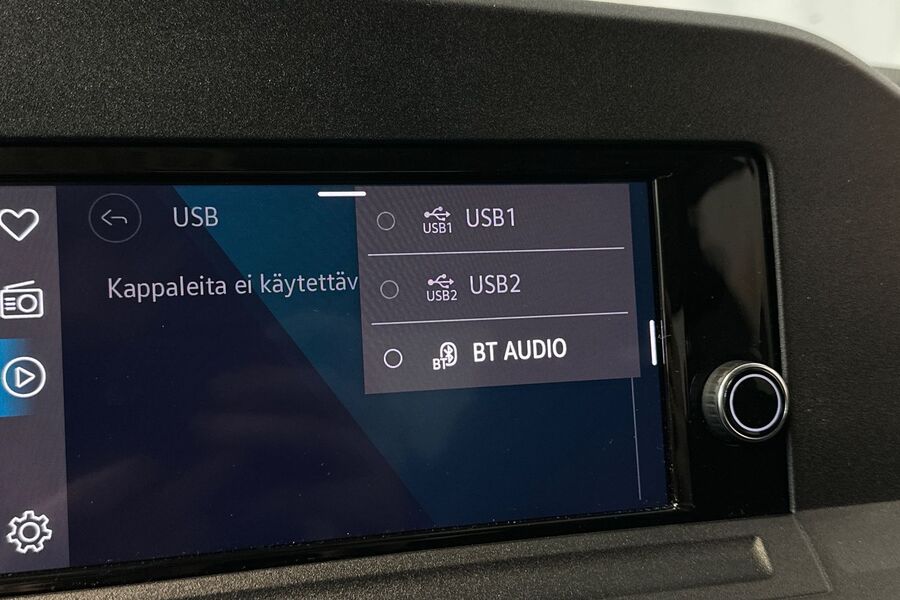 USB
Kappaleita ei käytettäv
USB1 USB1
USB2 USB2
BT BT AUDIO